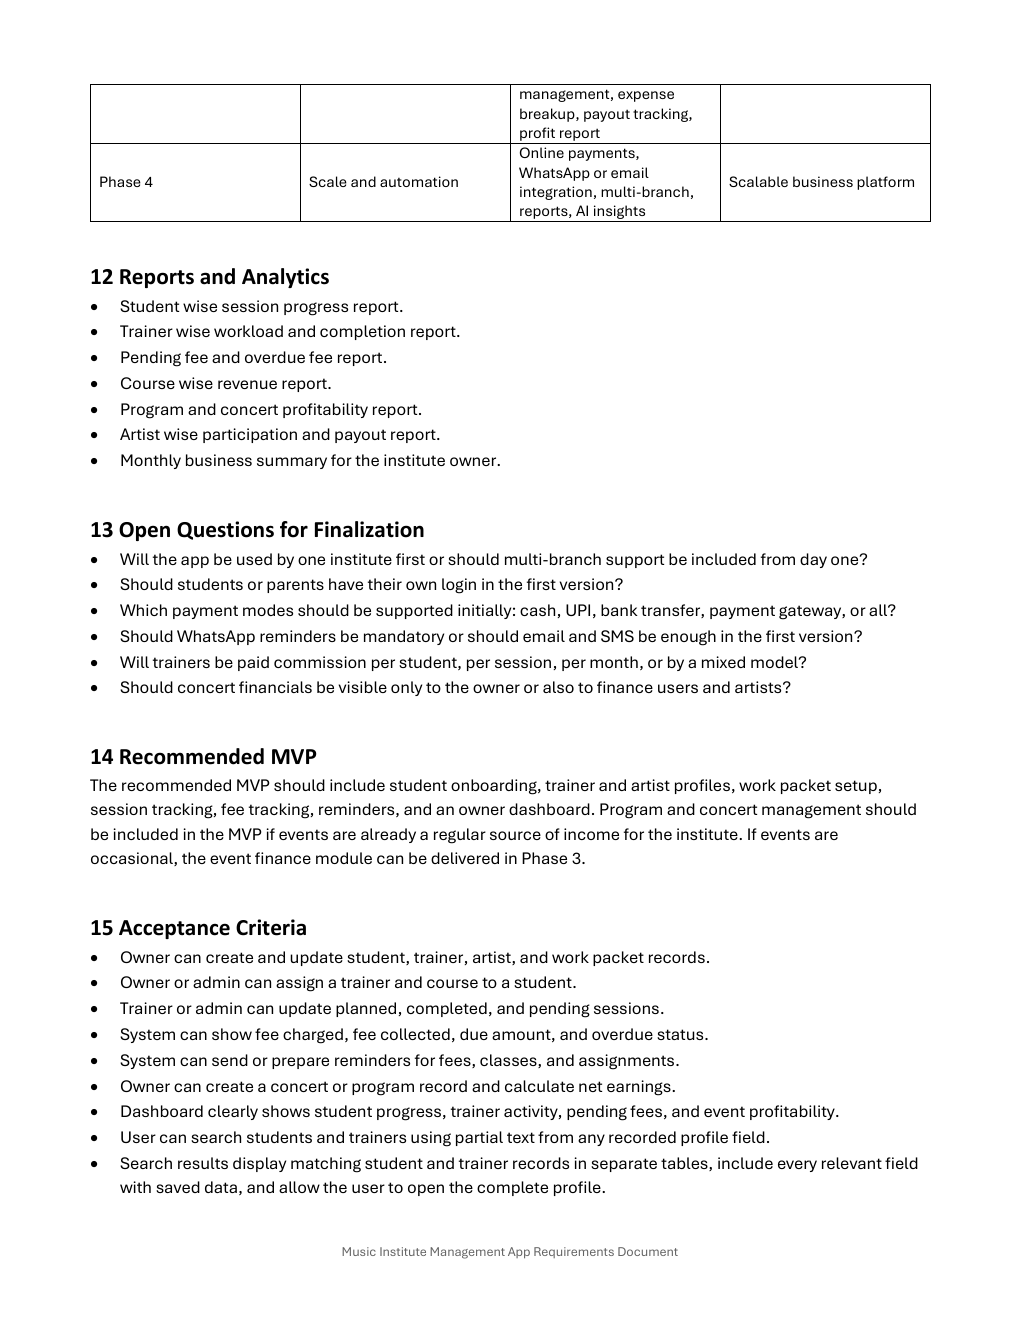 management, expense
breakup, payout tracking,
profit report
Phase 4
Scale and automation
Online payments,
WhatsApp or email
integration, multi-branch,
reports, AI insights
Scalable business platform
12 Reports and Analytics
• Student wise session progress report.
• Trainer wise workload and completion report.
• Pending fee and overdue fee report.
• Course wise revenue report.
• Program and concert profitability report.
• Artist wise participation and payout report.
• Monthly business summary for the institute owner.
13 Open Questions for Finalization
• Will the app be used by one institute first or should multi-branch support be included from day one?
• Should students or parents have their own login in the first version?
• Which payment modes should be supported initially: cash, UPI, bank transfer, payment gateway, or all?
• Should WhatsApp reminders be mandatory or should email and SMS be enough in the first version?
• Will trainers be paid commission per student, per session, per month, or by a mixed model?
• Should concert financials be visible only to the owner or also to finance users and artists?
14 Recommended MVP
The recommended MVP should include student onboarding, trainer and artist profiles, work packet setup,
session tracking, fee tracking, reminders, and an owner dashboard. Program and concert management should
be included in the MVP if events are already a regular source of income for the institute. If events are
occasional, the event finance module can be delivered in Phase 3.
15 Acceptance Criteria
• Owner can create and update student, trainer, artist, and work packet records.
• Owner or admin can assign a trainer and course to a student.
• Trainer or admin can update planned, completed, and pending sessions.
• System can show fee charged, fee collected, due amount, and overdue status.
• System can send or prepare reminders for fees, classes, and assignments.
• Owner can create a concert or program record and calculate net earnings.
• Dashboard clearly shows student progress, trainer activity, pending fees, and event profitability.
• User can search students and trainers using partial text from any recorded profile field.
• Search results display matching student and trainer records in separate tables, include every relevant field
with saved data, and allow the user to open the complete profile.
Music Institute Management App Requirements Document